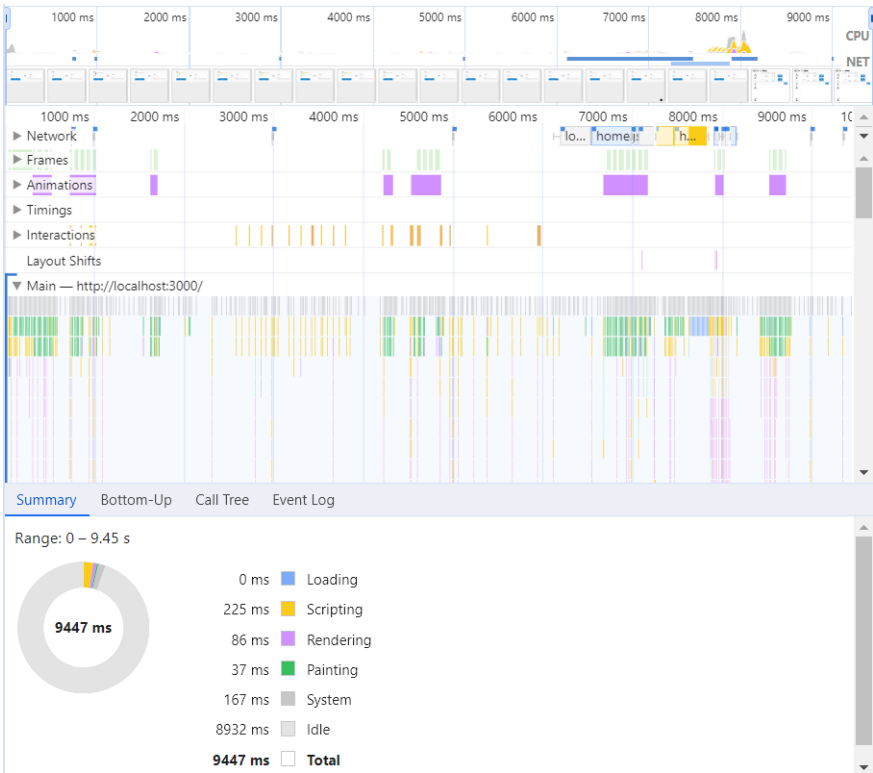 1000 ms 2000 ms 3000 ms 4000 ms 5000 ms 6000 ms 7000 ms 8000 ms 9000 ms
CPU
NET
1000 ms 2000 ms 3000 ms 4000 ms 5000 ms 6000 ms 7000 ms 8000 ms 9000 ms 10
Network lo... home h...
Frames
Animations
Timings
Interactions
Layout Shifts
Main — http://localhost:3000/
Summary Bottom-Up Call Tree Event Log
Range: 0 – 9.45 s
9447 ms
0 ms Loading
225 ms Scripting
86 ms Rendering
37 ms Painting
167 ms System
8932 ms Idle
9447 ms Total